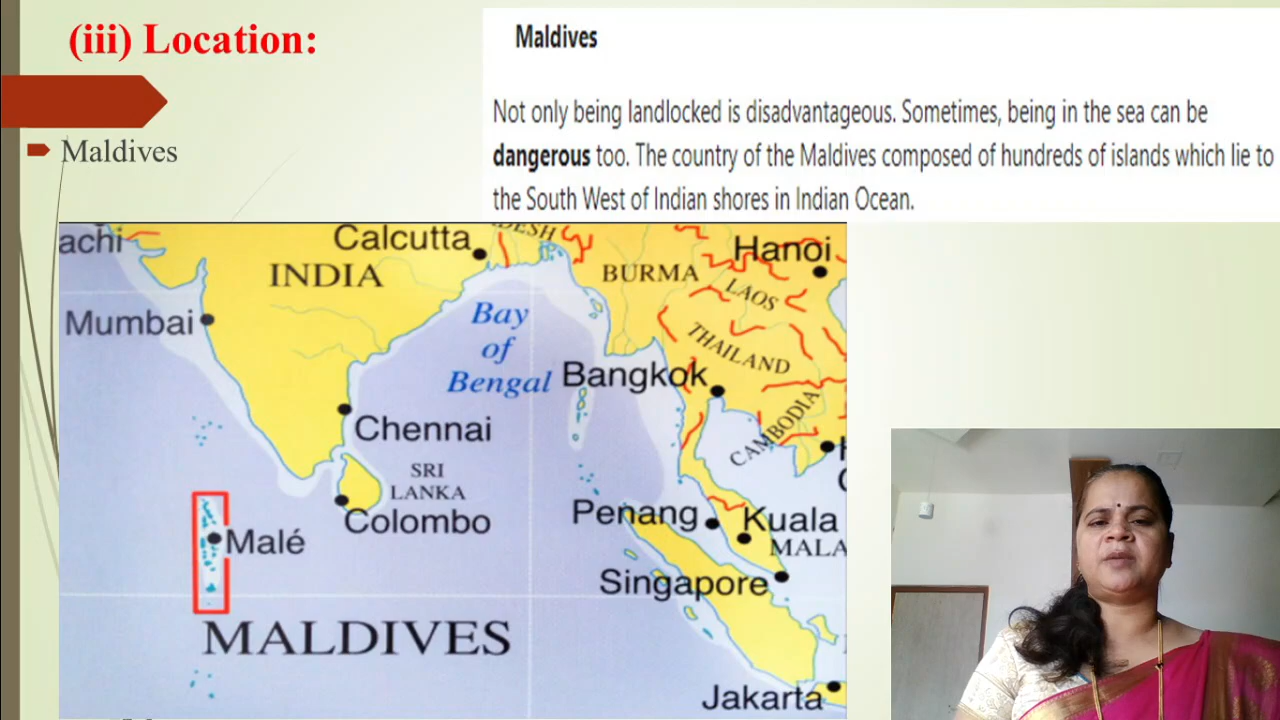 (iii) Location:
Maldives
Maldives
Not only being landlocked is disadvantageous. Sometimes, being in the sea can be
dangerous too. The country of the Maldives composed of hundreds of islands which lie to
the South West of Indian shores in Indian Ocean.
achi
Calcutta
DESH
Hanoi
INDIA
BURMA
LAOS
Mumbai
Bay
of
Bengal
THAILAND
Bangkok
CAMBODIA
Chennai
SRI
LANKA
Colombo
Penang
Kuala
MALA
Malé
Singapore
MALDIVES
Jakarta